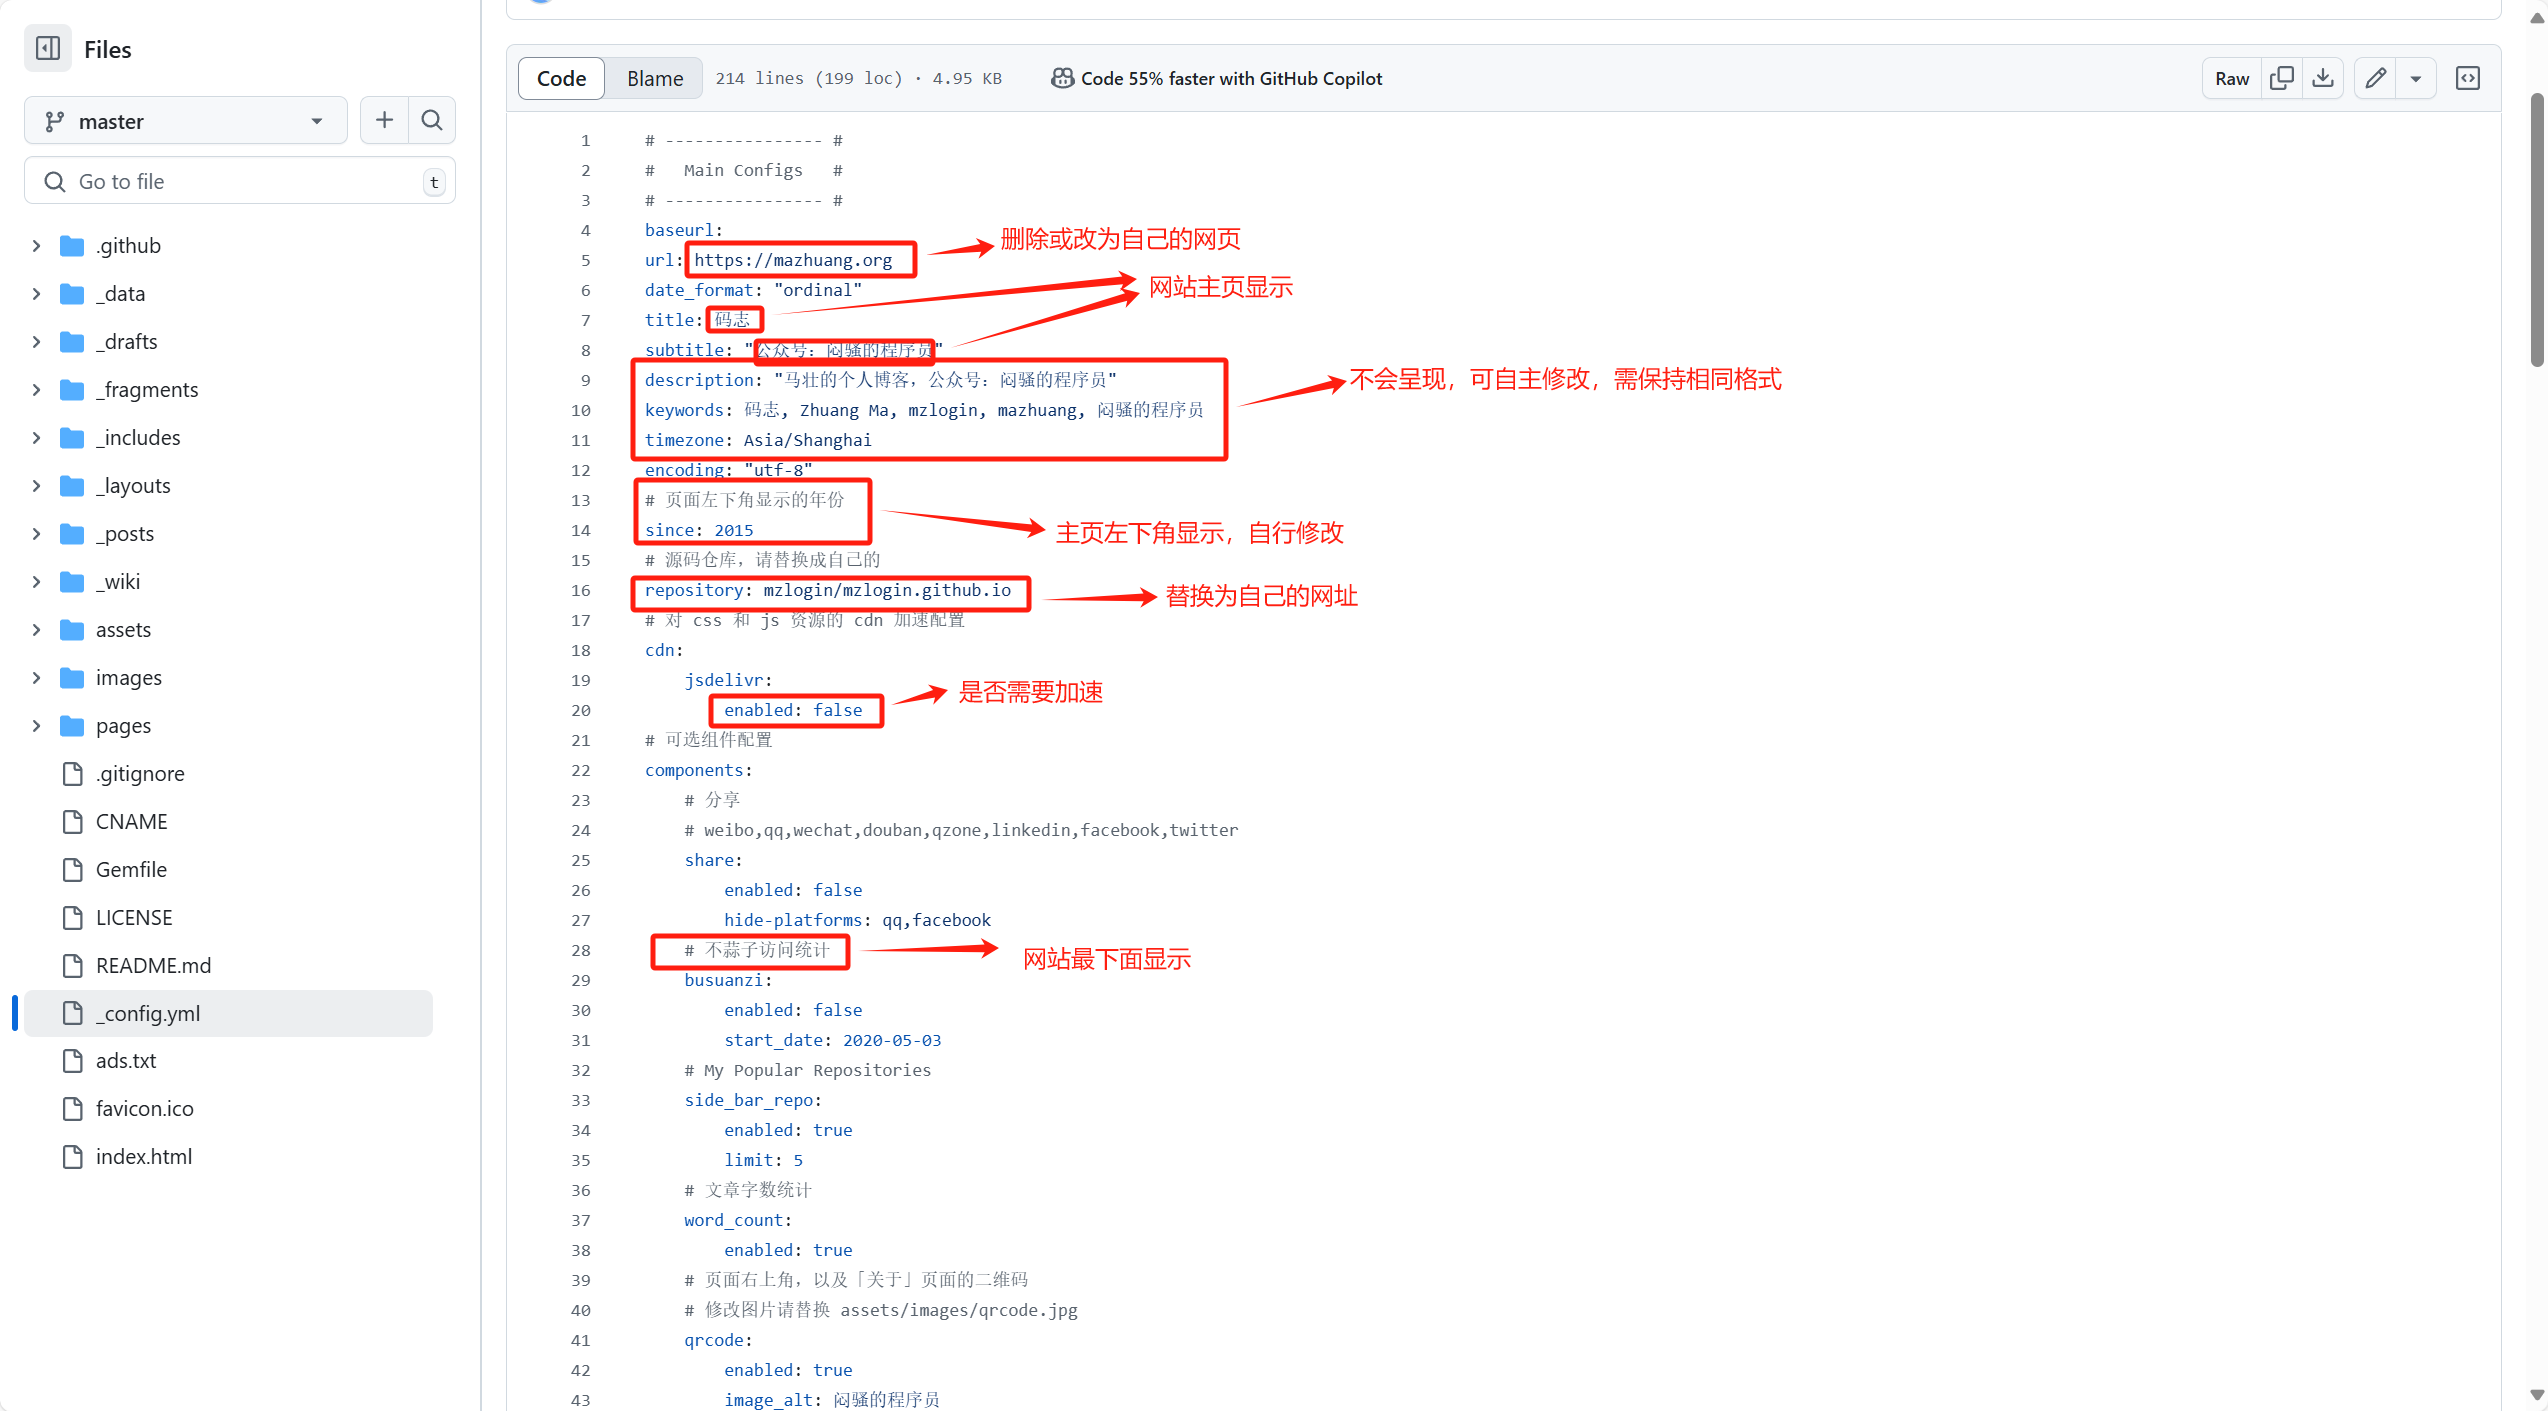 Files
master
Go to file
t
.github
_data
_drafts
_fragments
_includes
_layouts
_posts
_wiki
assets
images
pages
.gitignore
CNAME
Gemfile
LICENSE
README.md
_config.yml
ads.txt
favicon.ico
index.html
Code Blame 214 lines (199 loc) · 4.95 KB Code 55% faster with GitHub Copilot Raw
1 # ---------------- #
2 # Main Configs #
3 # ---------------- #
4 baseurl:
5 url: https://mazhuang.org
删除或改为自己的网页
6 date_format: "ordinal"
网站主页显示
7 title: 码志
8 subtitle: "公众号：闷骚的程序员"
9 description: "马壮的个人博客，公众号：闷骚的程序员"
不会呈现，可自主修改，需保持相同格式
10 keywords: 码志, Zhuang Ma, mzlogin, mazhuang, 闷骚的程序员
11 timezone: Asia/Shanghai
12 encoding: "utf-8"
13 # 页面左下角显示的年份
14 since: 2015
主页左下角显示，自行修改
15 # 源码仓库，请替换成自己的
16 repository: mzlogin/mzlogin.github.io
替换为自己的网址
17 # 对 css 和 js 资源的 cdn 加速配置
18 cdn:
19 jsdelivr:
20 enabled: false
是否需要加速
21 # 可选组件配置
22 components:
23 # 分享
24 # weibo,qq,wechat,douban,qzone,linkedin,facebook,twitter
25 share:
26 enabled: false
27 hide-platforms: qq,facebook
28 # 不蒜子访问统计
网站最下面显示
29 busuanzi:
30 enabled: false
31 start_date: 2020-05-03
32 # My Popular Repositories
33 side_bar_repo:
34 enabled: true
35 limit: 5
36 # 文章字数统计
37 word_count:
38 enabled: true
39 # 页面右上角，以及「关于」页面的二维码
40 # 修改图片请替换 assets/images/qrcode.jpg
41 qrcode:
42 enabled: true
43 image_alt: 闷骚的程序员